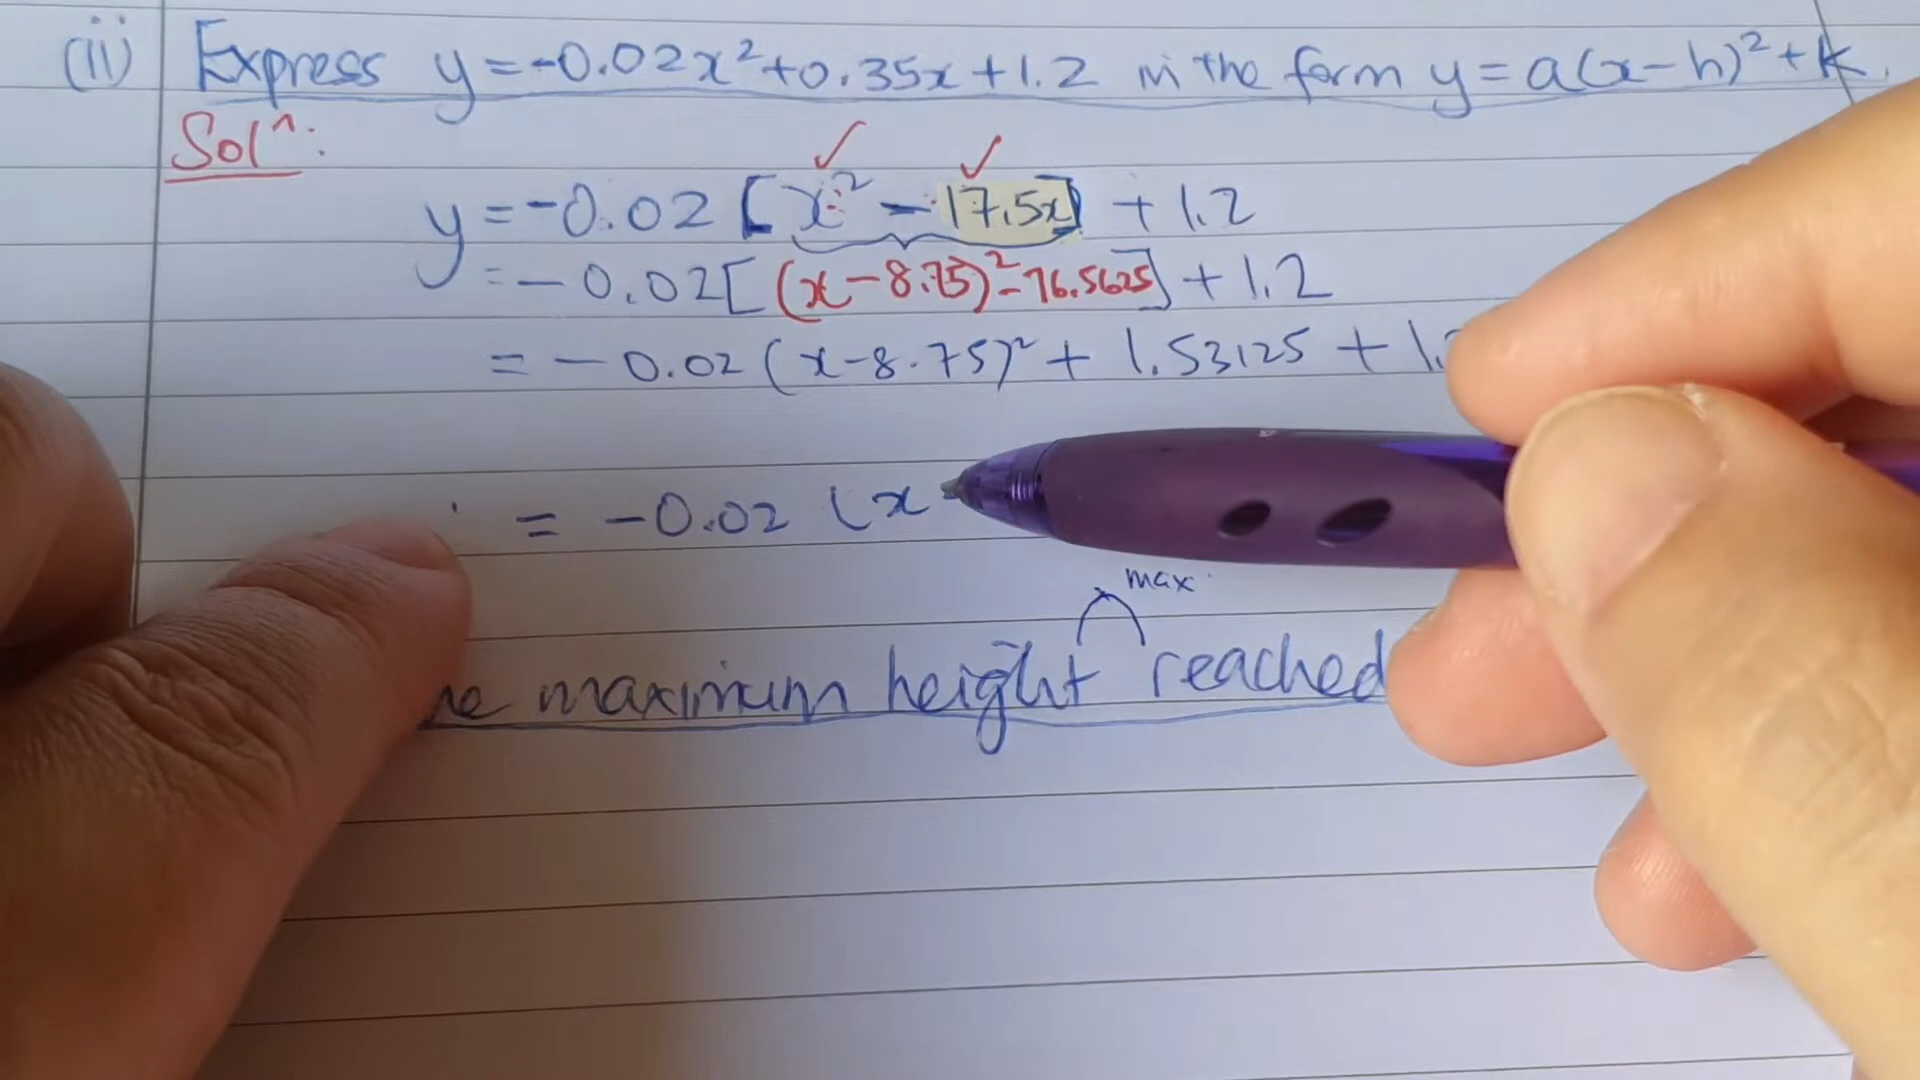 (ii) Express y=-0.02x²+0.35x+1.2 in the form y=a(x-h)²+k.
Solⁿ:
y=-0.02[x²-17.5x]+1.2
=-0.02[(x-8.75)²-76.5625]+1.2
=-0.02(x-8.75)²+1.53125+1.
=-0.02(x
max
maximum height reached